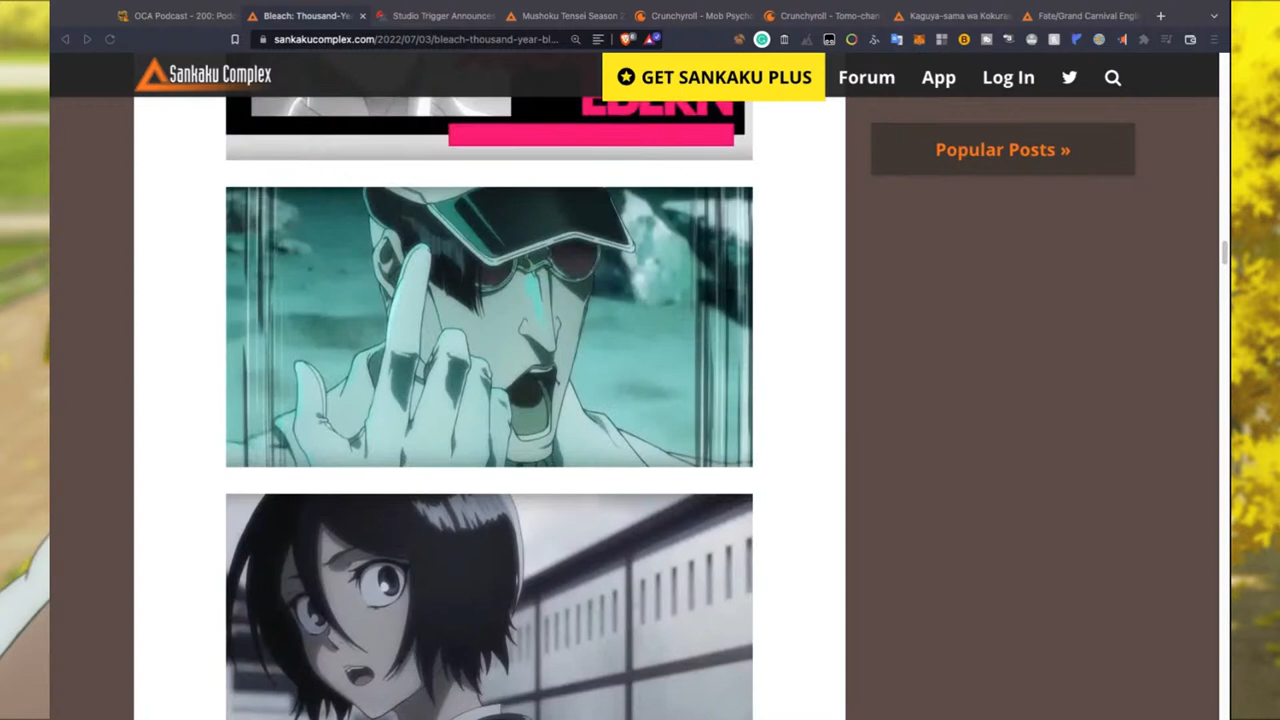 OCA Podcast - 200: Pod
Bleach: Thousand-Ye
Studio Trigger Announces
Mushoku Tensei Season 2
Crunchyroll - Mob Psych
Crunchyroll - Tomo-chan
Kaguya-sama wa Kokuras
Fate/Grand Carnival Engl
sankakucomplex.com/2022/07/03/bleach-thousand-year-bl...
Sankaku Complex
GET SANKAKU PLUS
Forum
App
Log In
EBERN
Popular Posts »